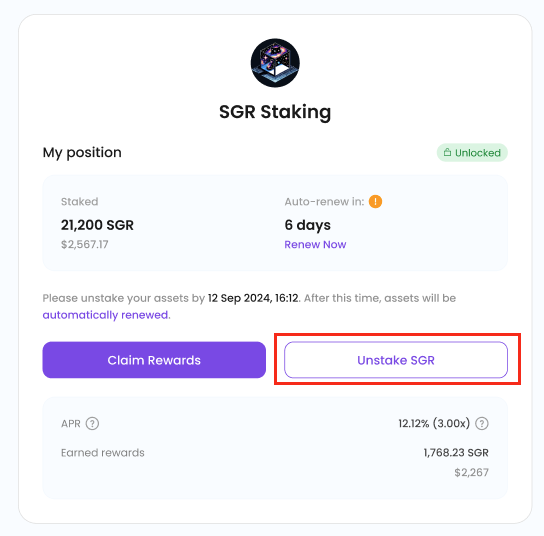 SGR Staking
My position
Unlocked
Staked
Auto-renew in: !
21,200 SGR
6 days
$2,567.17
Renew Now
Please unstake your assets by 12 Sep 2024, 16:12. After this time, assets will be
automatically renewed.
Claim Rewards
Unstake SGR
APR ?
12.12% (3.00x) ?
Earned rewards
1,768.23 SGR
$2,267